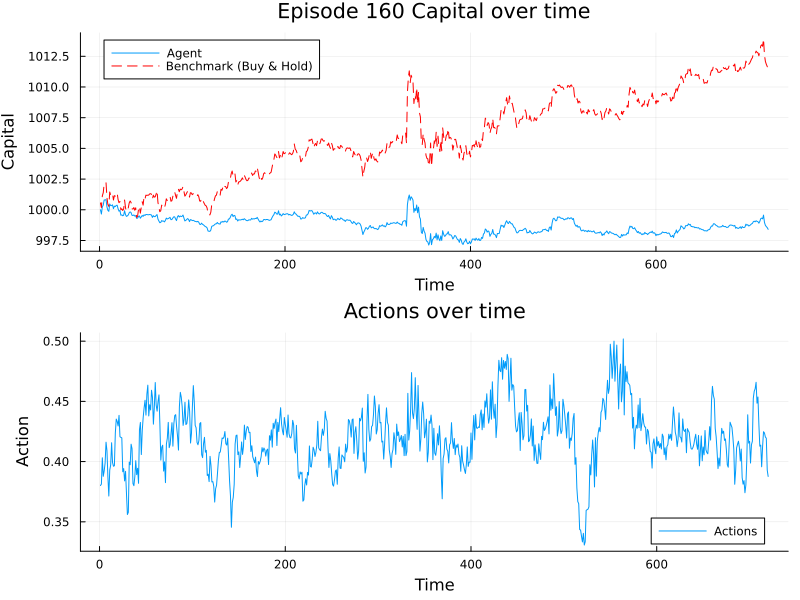 Episode 160 Capital over time
Agent
Benchmark (Buy & Hold)
1012.5
1010.0
1007.5
1005.0
1002.5
1000.0
997.5
Capital
0 200 400 600
Time
Actions over time
0.50
0.45
0.40
0.35
Action
Actions
0 200 400 600
Time